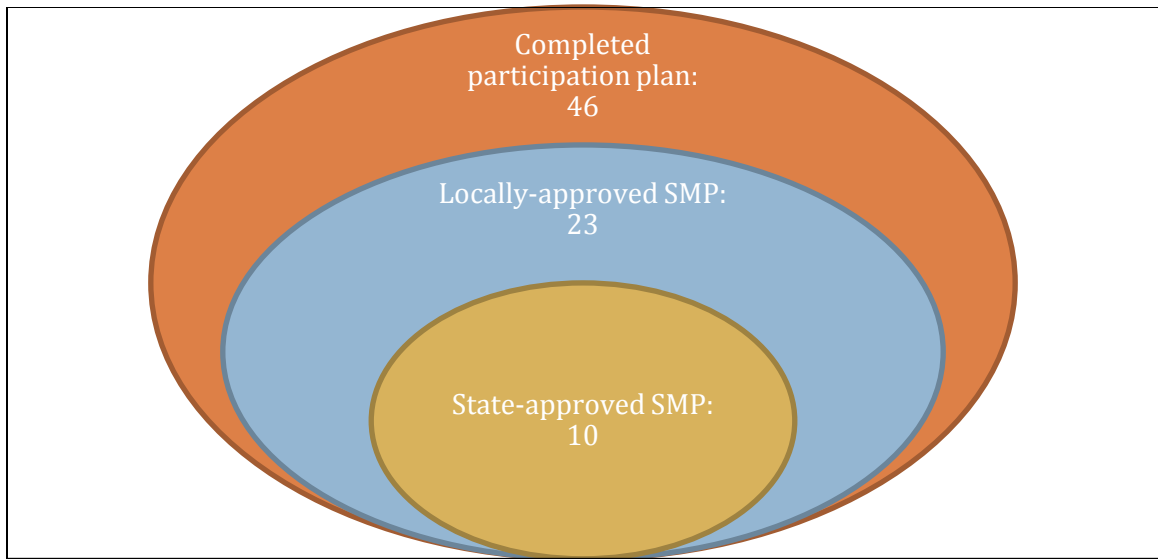 Completed
participation plan:
46
Locally-approved SMP:
23
State-approved SMP:
10